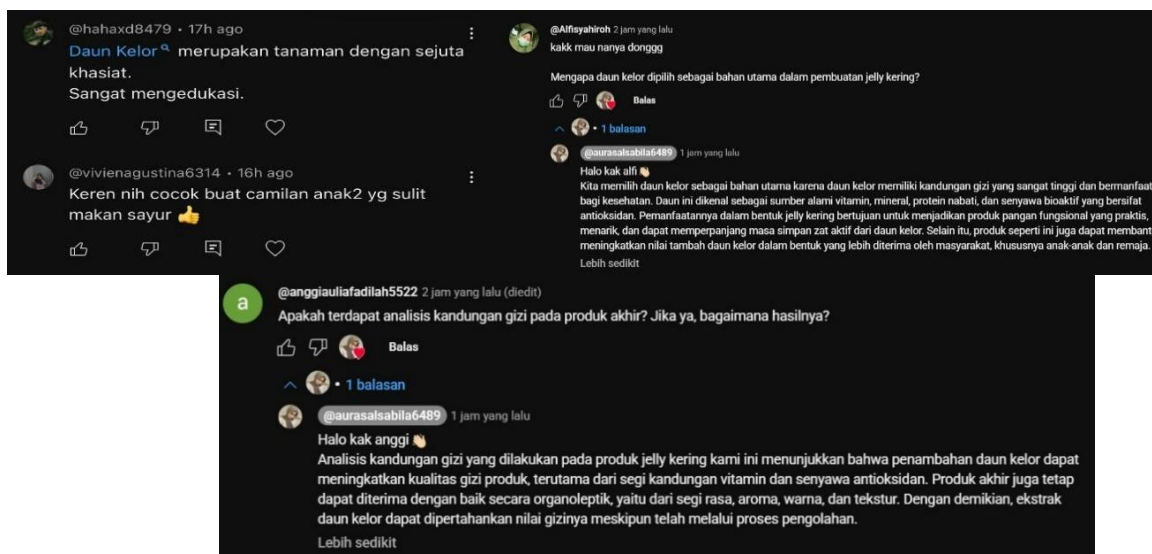 @hahaxd8479 • 17h ago
Daun Kelor merupakan tanaman dengan sejuta
khasiat.
Sangat mengedukasi.
@vivienagustina6314 • 16h ago
Keren nih cocok buat camilan anak2 yg sulit
makan sayur 👍
@Alfisyahiroh 2 jam yang lalu
kakk mau nanya donggg
Mengapa daun kelor dipilih sebagai bahan utama dalam pembuatan jelly kering?
Balas
• 1 balasan
@aurasalsabila6489 1 jam yang lalu
Halo kak alfi 👋🏻
Kita memilih daun kelor sebagai bahan utama karena daun kelor memiliki kandungan gizi yang sangat tinggi dan bermanfaat
bagi kesehatan. Daun ini dikenal sebagai sumber alami vitamin, mineral, protein nabati, dan senyawa bioaktif yang bersifat
antioksidan. Pemanfaatannya dalam bentuk jelly kering bertujuan untuk menjadikan produk pangan fungsional yang praktis,
menarik, dan dapat memperpanjang masa simpan zat aktif dari daun kelor. Selain itu, produk seperti ini juga dapat membant
meningkatkan nilai tambah daun kelor dalam bentuk yang lebih diterima oleh masyarakat, khususnya anak-anak dan remaja.
Lebih sedikit
a
@anggiauliafadilah5522 2 jam yang lalu (diedit)
Apakah terdapat analisis kandungan gizi pada produk akhir? Jika ya, bagaimana hasilnya?
Balas
• 1 balasan
@aurasalsabila6489 1 jam yang lalu
Halo kak anggi 👋🏻
Analisis kandungan gizi yang dilakukan pada produk jelly kering kami ini menunjukkan bahwa penambahan daun kelor dapat
meningkatkan kualitas gizi produk, terutama dari segi kandungan vitamin dan senyawa antioksidan. Produk akhir juga tetap
dapat diterima dengan baik secara organoleptik, yaitu dari segi rasa, aroma, warna, dan tekstur. Dengan demikian, ekstrak
daun kelor dapat dipertahankan nilai gizinya meskipun telah melalui proses pengolahan.
Lebih sedikit